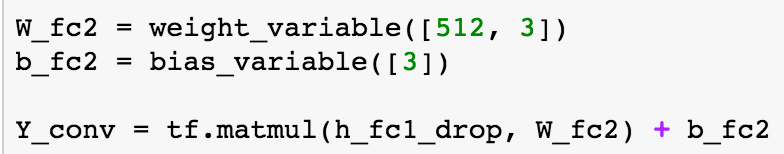 W_fc2 = weight_variable([512, 3])
b_fc2 = bias_variable([3])
Y_conv = tf.matmul(h_fc1_drop, W_fc2) + b_fc2